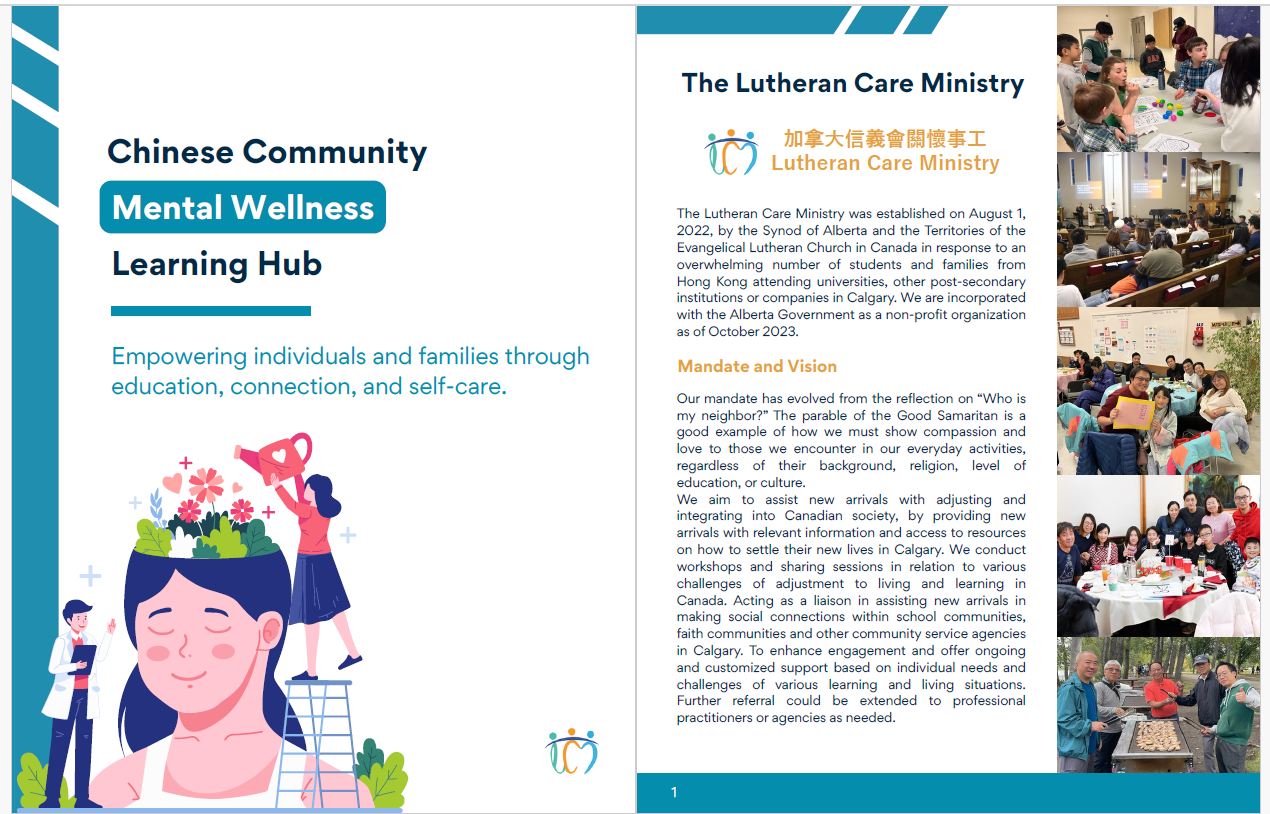 Chinese Community
Mental Wellness
Learning Hub
Empowering individuals and families through
education, connection, and self-care.
The Lutheran Care Ministry
加拿大信義會關懷事工
Lutheran Care Ministry
The Lutheran Care Ministry was established on August 1,
2022, by the Synod of Alberta and the Territories of the
Evangelical Lutheran Church in Canada in response to an
overwhelming number of students and families from
Hong Kong attending universities, other post-secondary
institutions or companies in Calgary. We are incorporated
with the Alberta Government as a non-profit organization
as of October 2023.
Mandate and Vision
Our mandate has evolved from the reflection on “Who is
my neighbor?” The parable of the Good Samaritan is a
good example of how we must show compassion and
love to those we encounter in our everyday activities,
regardless of their background, religion, level of
education, or culture.
We aim to assist new arrivals with adjusting and
integrating into Canadian society, by providing new
arrivals with relevant information and access to resources
on how to settle their new lives in Calgary. We conduct
workshops and sharing sessions in relation to various
challenges of adjustment to living and learning in
Canada. Acting as a liaison in assisting new arrivals in
making social connections within school communities,
faith communities and other community service agencies
in Calgary. To enhance engagement and offer ongoing
and customized support based on individual needs and
challenges of various learning and living situations.
Further referral could be extended to professional
practitioners or agencies as needed.
1